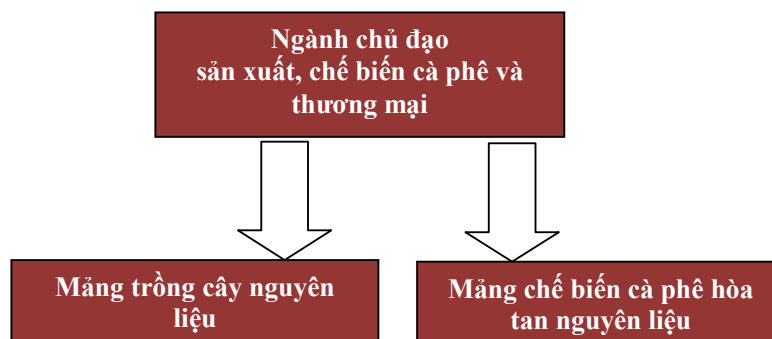 Ngành chủ đạo
sản xuất, chế biến cà phê và
thương mại
Mảng trồng cây nguyên
liệu
Mảng chế biến cà phê hòa
tan nguyên liệu